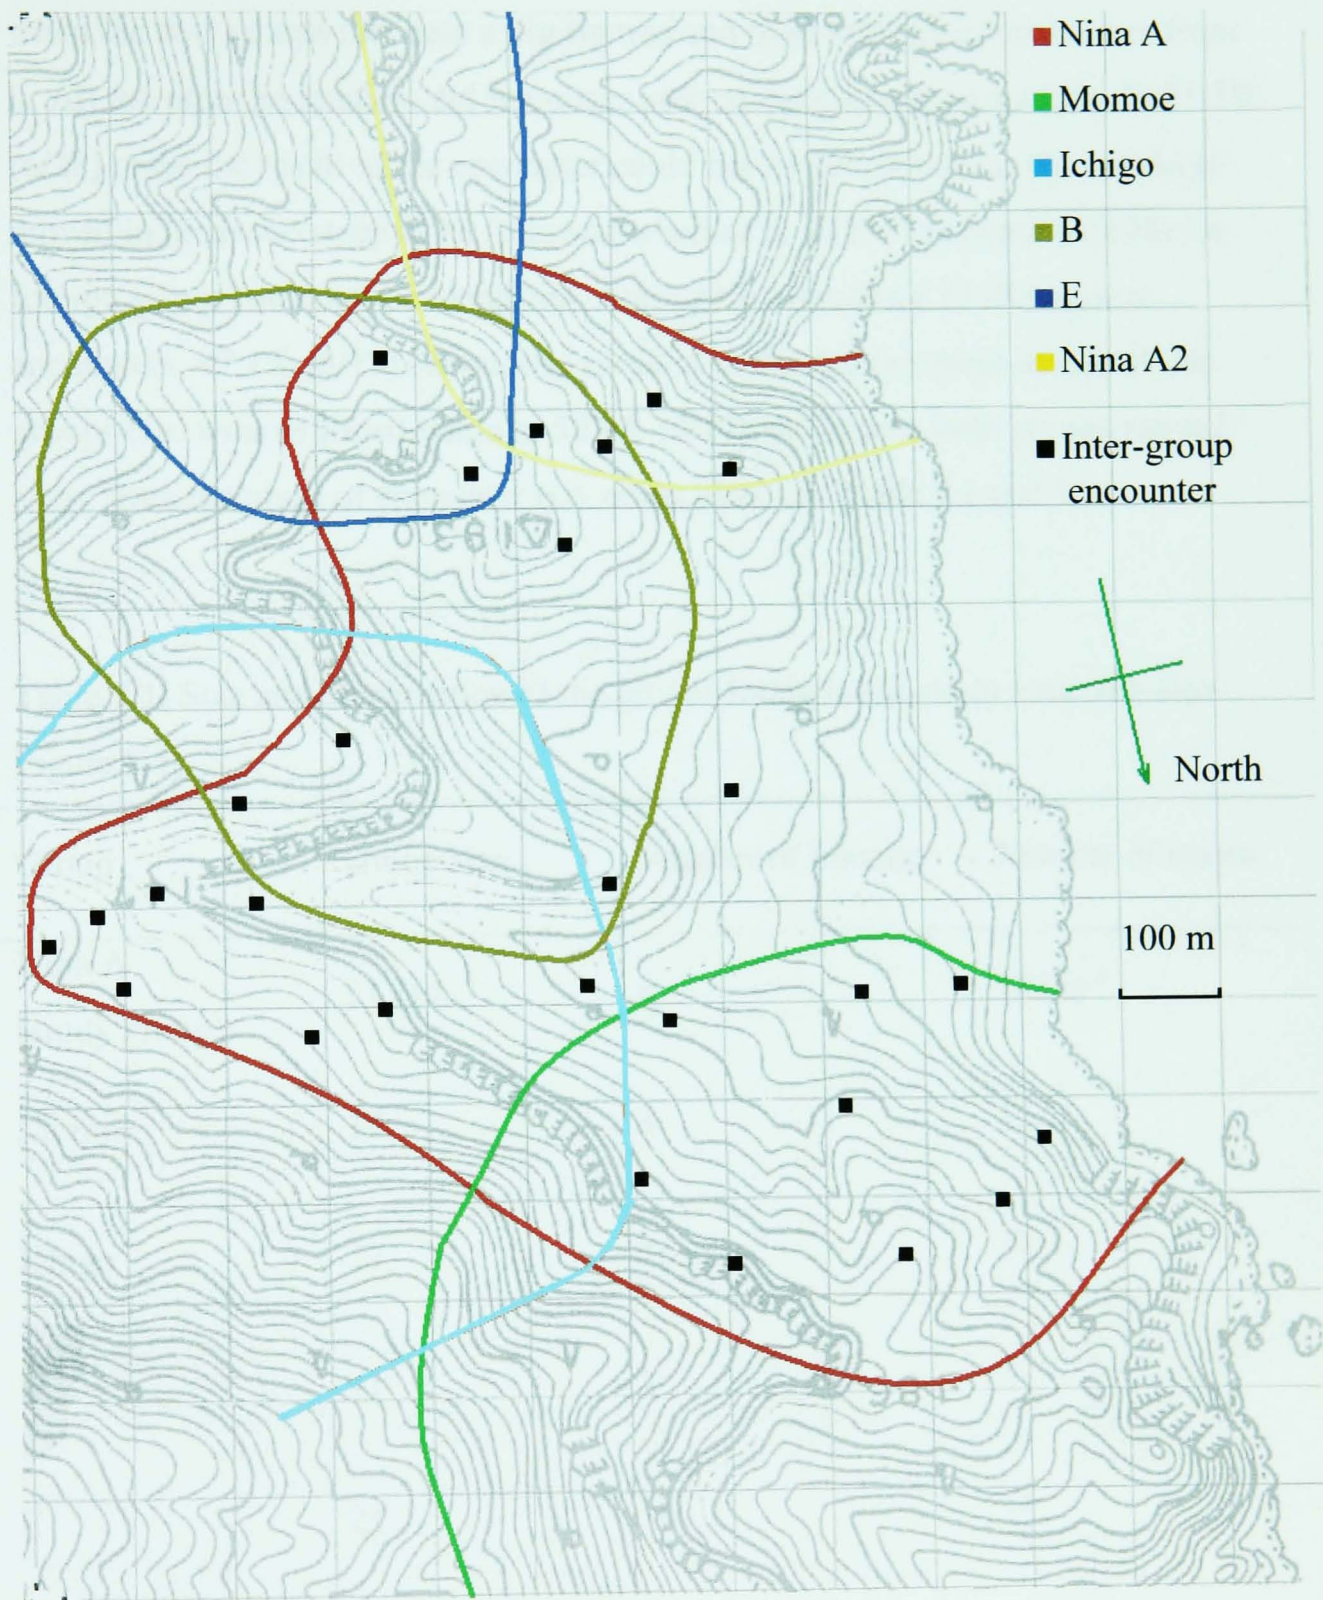 Nina A
Momoe
Ichigo
B
E
Nina A2
Inter-group
encounter
North
100 m